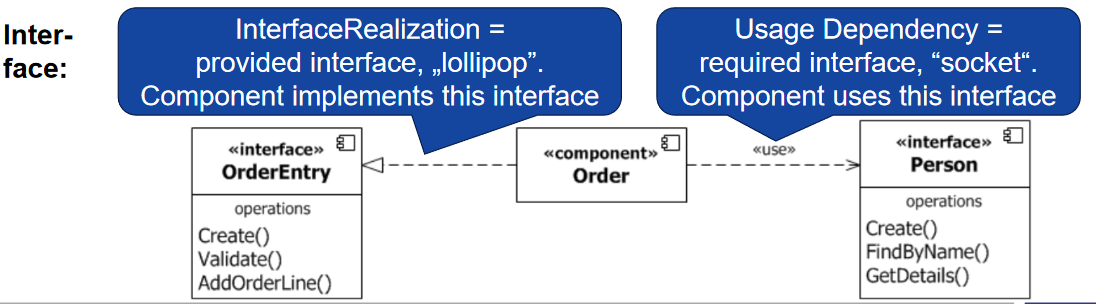 Inter-
face:
InterfaceRealization =
provided interface, „lollipop”.
Component implements this interface
Usage Dependency =
required interface, “socket“.
Component uses this interface
«interface»
OrderEntry
operations
Create()
Validate()
AddOrderLine()
«component»
Order
«use»
«interface»
Person
operations
Create()
FindByName()
GetDetails()